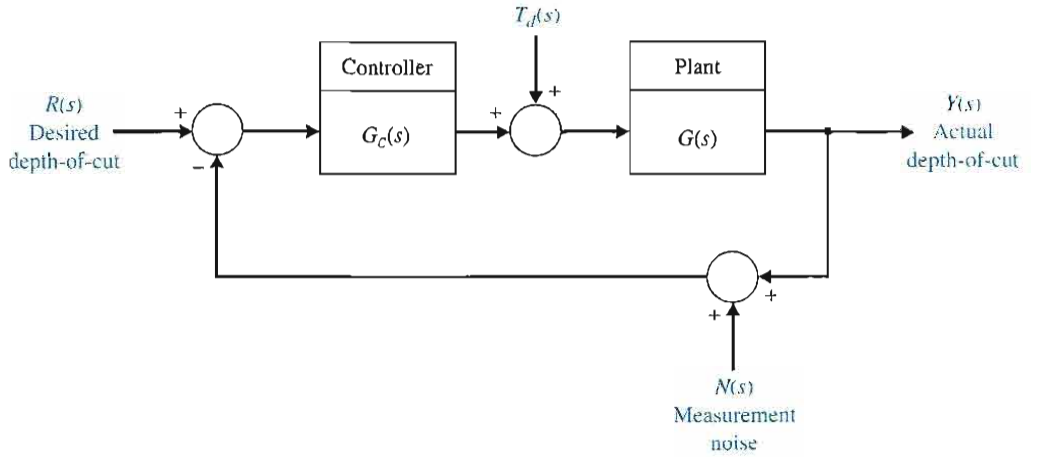 T_d(s)
Controller
Plant
R(s)
Desired
depth-of-cut
+
−
G_C(s)
+
+
G(s)
Y(s)
Actual
depth-of-cut
+
+
N(s)
Measurement
noise